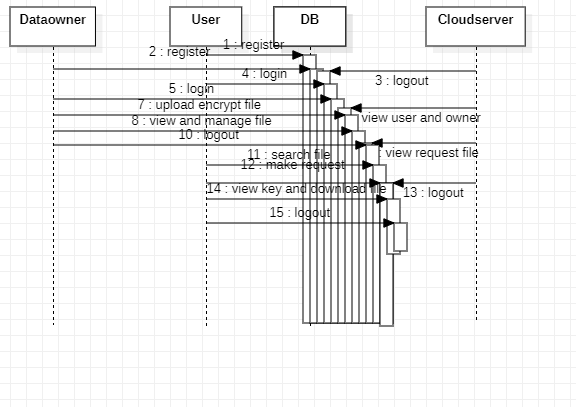 Dataowner
User
DB
Cloudserver
1 : register
2 : register
4 : login
3 : logout
5 : login
7 : upload encrypt file
view user and owner
8 : view and manage file
10 : logout
11 : search file
: view request file
12 : make request
14 : view key and download file
13 : logout
15 : logout